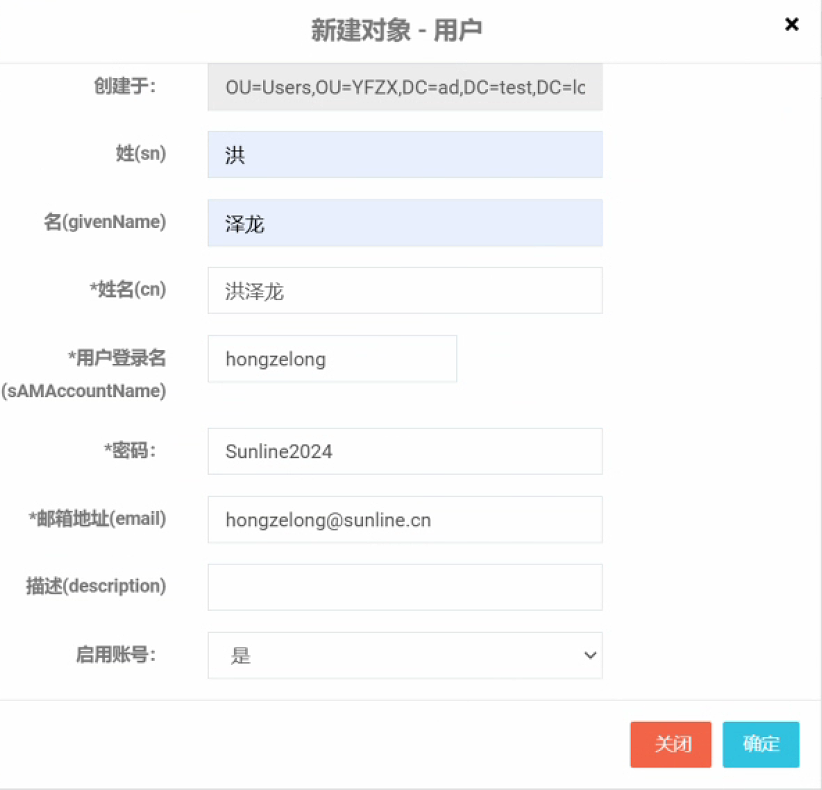 新建对象 - 用户
×
创建于：
OU=Users,OU=YFZX,DC=ad,DC=test,DC=lc
姓(sn)
洪
名(givenName)
泽龙
*姓名(cn)
洪泽龙
*用户登录名
(sAMAccountName)
hongzelong
*密码：
Sunline2024
*邮箱地址(email)
hongzelong@sunline.cn
描述(description)
启用账号：
是
关闭
确定